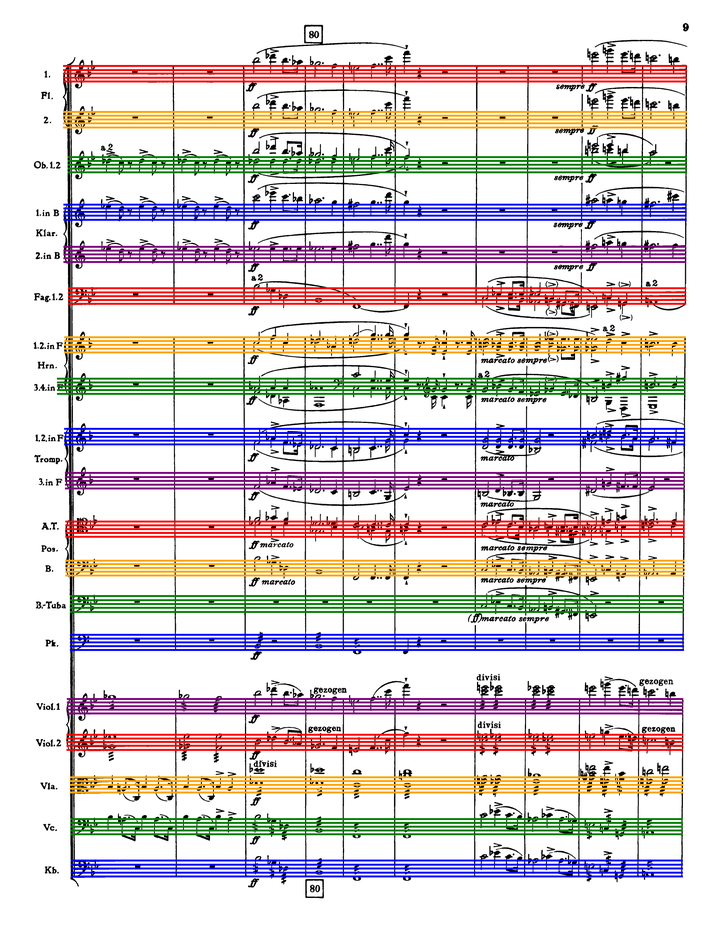 9
80
1.
Fl.
ff
sempre ff
2.
ff
sempre ff
a 2
Ob.1.2
ff
sempre ff
1.in B
ff
sempre ff
Klar.
2.in B
ff
sempre ff
a 2
a 2
Fag.1.2
ff
a 2
1.2.in F
ff
marcato sempre
Hrn.
a 2
ff
marcato sempre
1.2.in F
ff
marcato
Tromp.
3.in F
ff
marcato
A.T.
ff marcato
marcato sempre
Pos.
B.
ff marcato
marcato sempre
B.-Tuba
(ff)marcato sempre
Pk.
ff
divisi
gezogen
gezogen
Viol.1
ff
divisi
gezogen
gezogen
Viol.2
ff
divisi
Vla.
ff
Vc.
ff
Kb.
ff
80